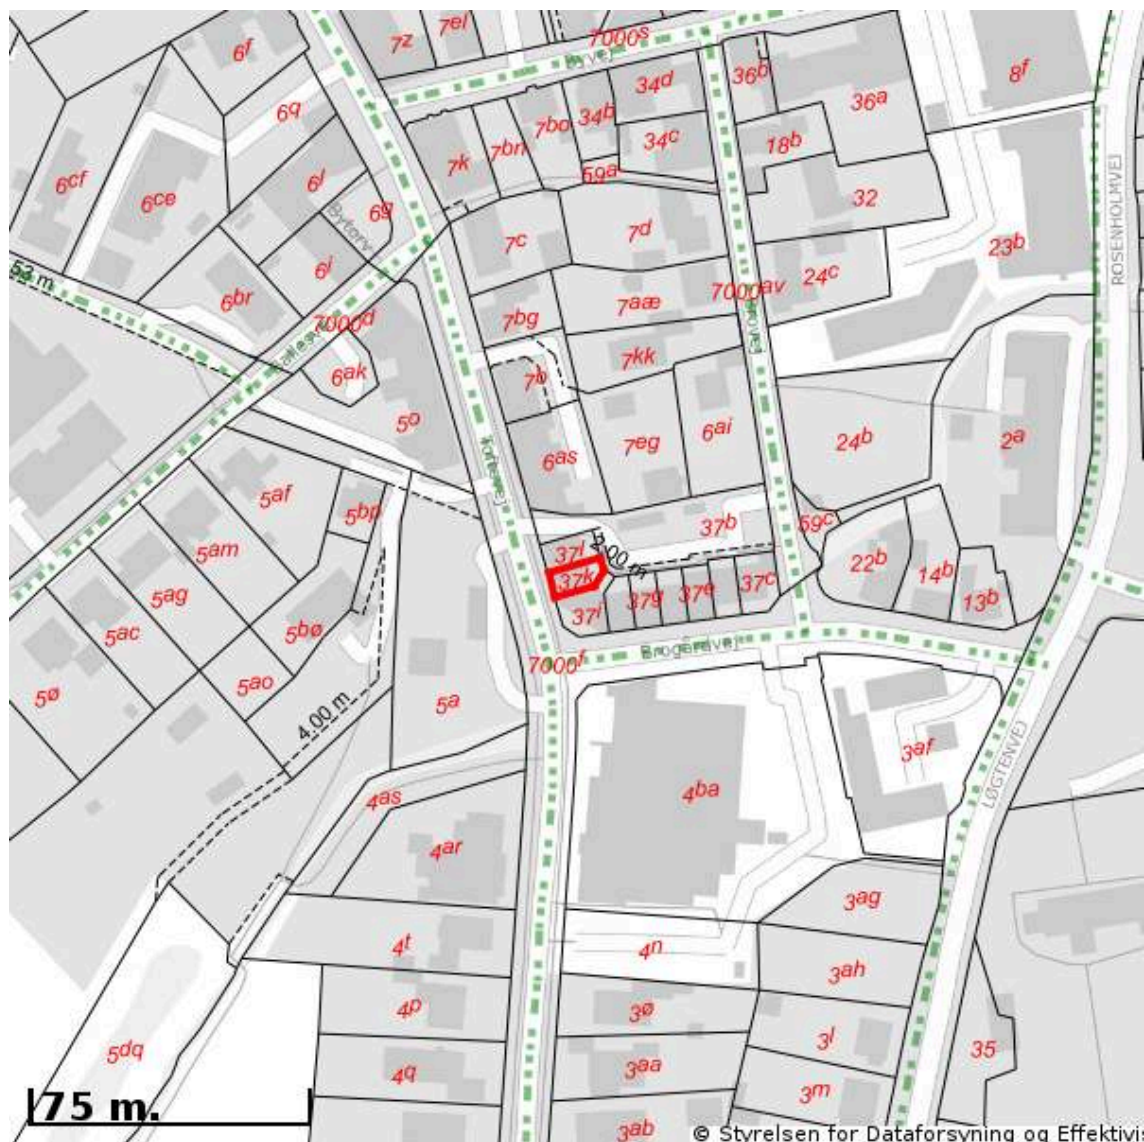 7z
7el
7000s
6f
Byvej
34d
36b
8f
36a
6q
7bo
34b
7bn
34c
18b
7k
59a
6cf
6l
6ce
6g
32
Bytorv
ROSENHOLMVEJ
7c
7d
23b
6i
53 m
24c
6br
7000av
7aæ
7bg
7000d
7kk
6ak
7b
5o
6ai
24b
2a
7eg
6as
Toftevej
5af
5bp
37b
59c
5am
37l
37k
22b
14b
5ag
37g
37e
37c
13b
37i
5ac
5bø
Brogårdvej
7000f
5ø
5ao
5a
4.00 m
3af
LØGTENVEJ
4ba
4as
4ar
3ag
4t
4n
3ah
4p
3ø
3l
5dq
35
4q
3aa
3m
75 m.
3ab
© Styrelsen for Dataforsyning og Effektivis